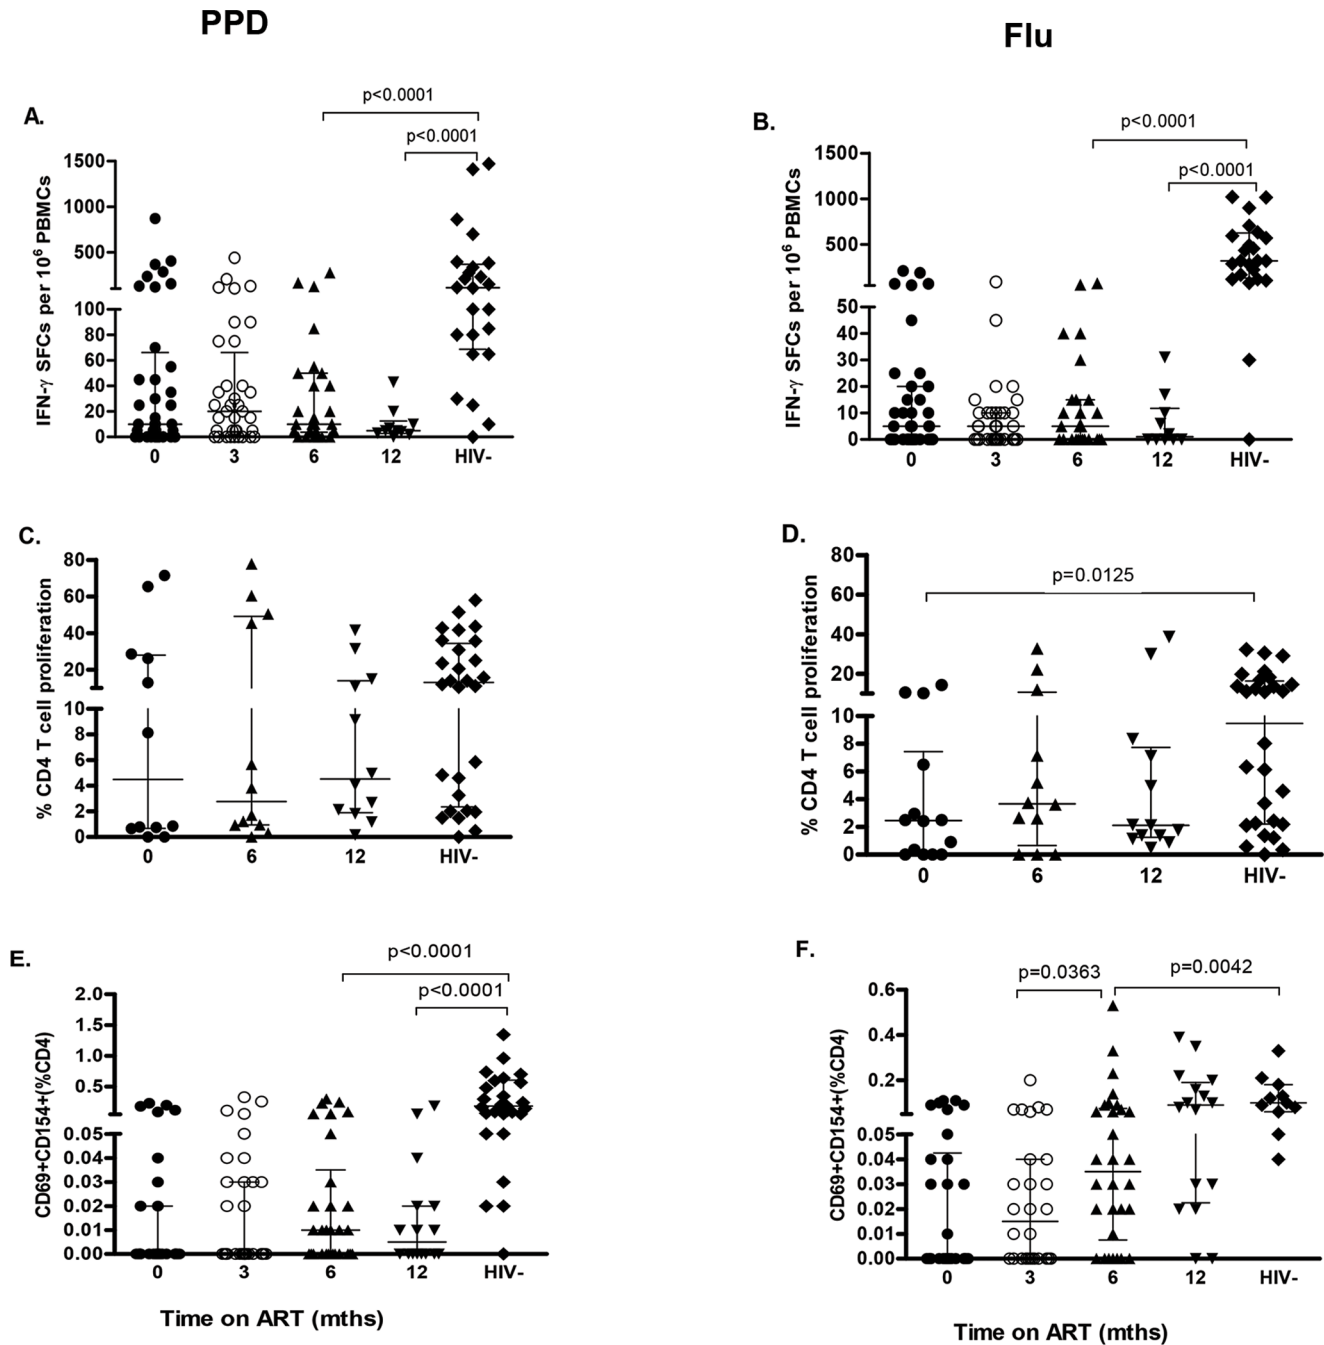 PPD
Flu
A.
p<0.0001
p<0.0001
IFN-γ SFCs per 10⁶ PBMCs
1500
1000
500
100
80
60
40
20
0
0 3 6 12 HIV-
B.
p<0.0001
p<0.0001
IFN-γ SFCs per 10⁶ PBMCs
1500
1000
500
50
40
30
20
10
0
0 3 6 12 HIV-
C.
% CD4 T cell proliferation
80
60
40
20
10
8
6
4
2
0
0 6 12 HIV-
D.
p=0.0125
% CD4 T cell proliferation
80
60
40
20
10
8
6
4
2
0
0 6 12 HIV-
E.
p<0.0001
p<0.0001
CD69+CD154+(%CD4)
2.0
1.5
1.0
0.5
0.05
0.04
0.03
0.02
0.01
0.00
0 3 6 12 HIV-
Time on ART (mths)
F.
p=0.0363
p=0.0042
CD69+CD154+(%CD4)
0.6
0.4
0.2
0.05
0.04
0.03
0.02
0.01
0.00
0 3 6 12 HIV-
Time on ART (mths)